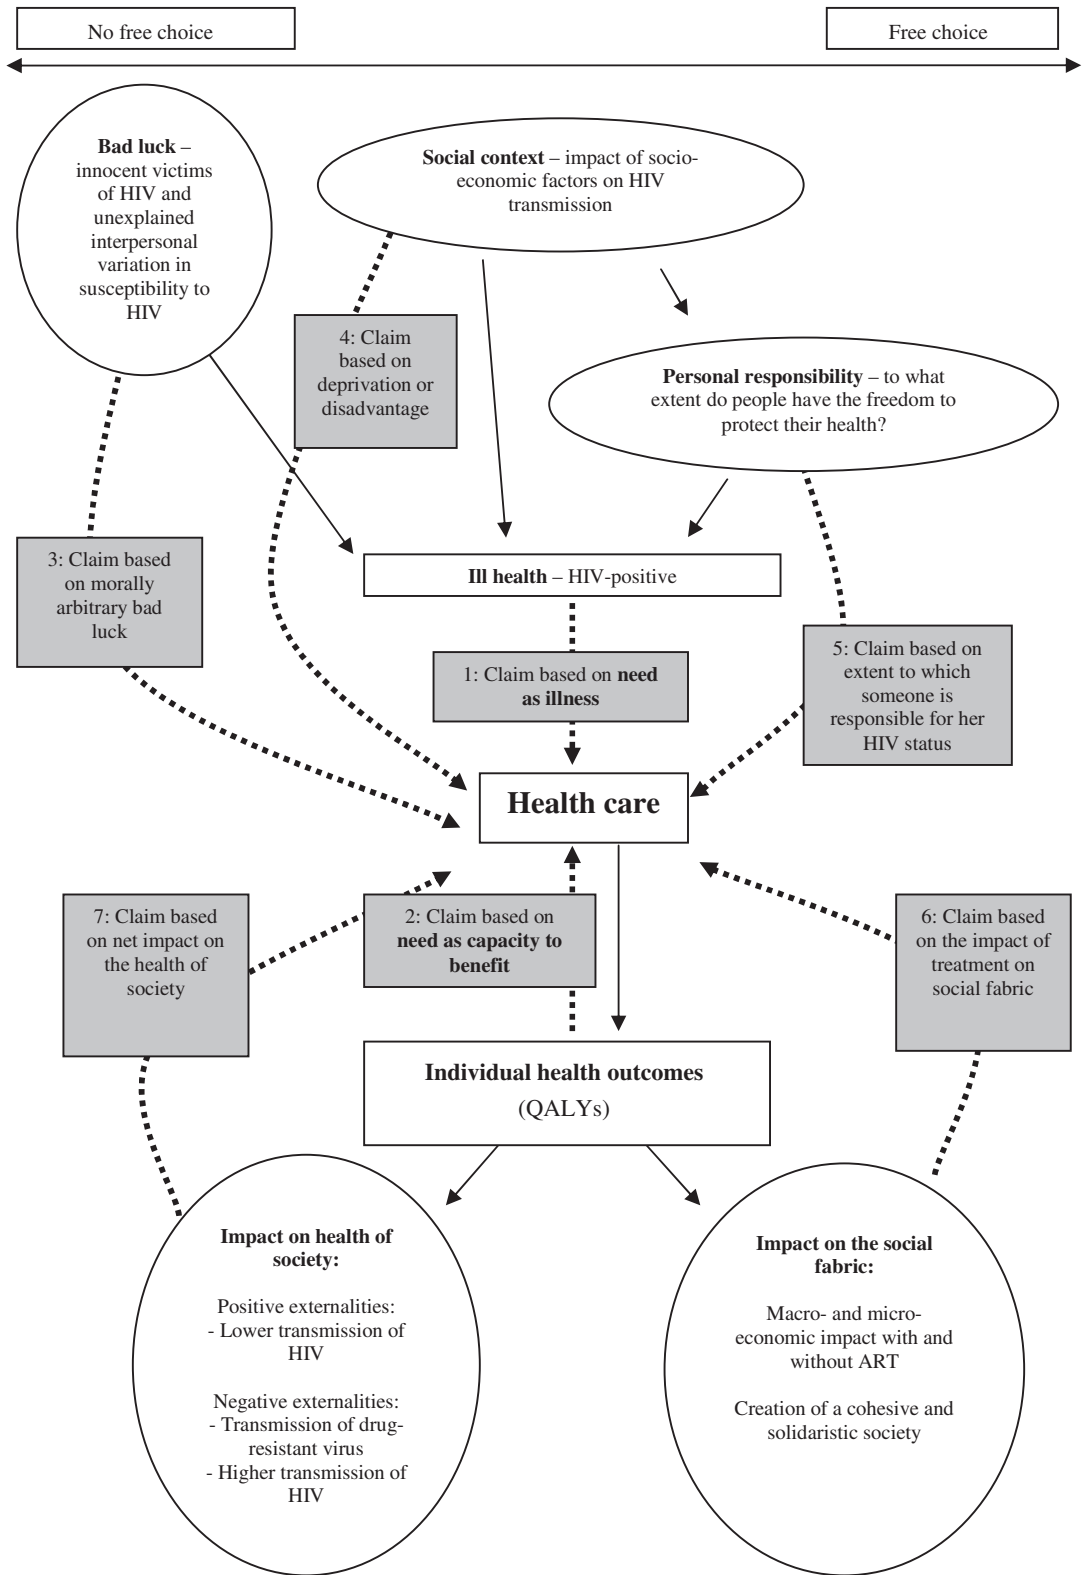 No free choice
Free choice
Bad luck –
innocent victims
of HIV and
unexplained
interpersonal
variation in
susceptibility to
HIV
Social context – impact of socio-
economic factors on HIV
transmission
4: Claim
based on
deprivation or
disadvantage
Personal responsibility – to what
extent do people have the freedom to
protect their health?
3: Claim based
on morally
arbitrary bad
luck
Ill health – HIV-positive
1: Claim based on need
as illness
5: Claim based on
extent to which
someone is
responsible for her
HIV status
Health care
7: Claim based
on net impact on
the health of
society
2: Claim based on
need as capacity to
benefit
6: Claim based
on the impact of
treatment on
social fabric
Individual health outcomes
(QALYs)
Impact on health of
society:
Positive externalities:
- Lower transmission of
HIV
Negative externalities:
- Transmission of drug-
resistant virus
- Higher transmission of
HIV
Impact on the social
fabric:
Macro- and micro-
economic impact with and
without ART
Creation of a cohesive and
solidaristic society